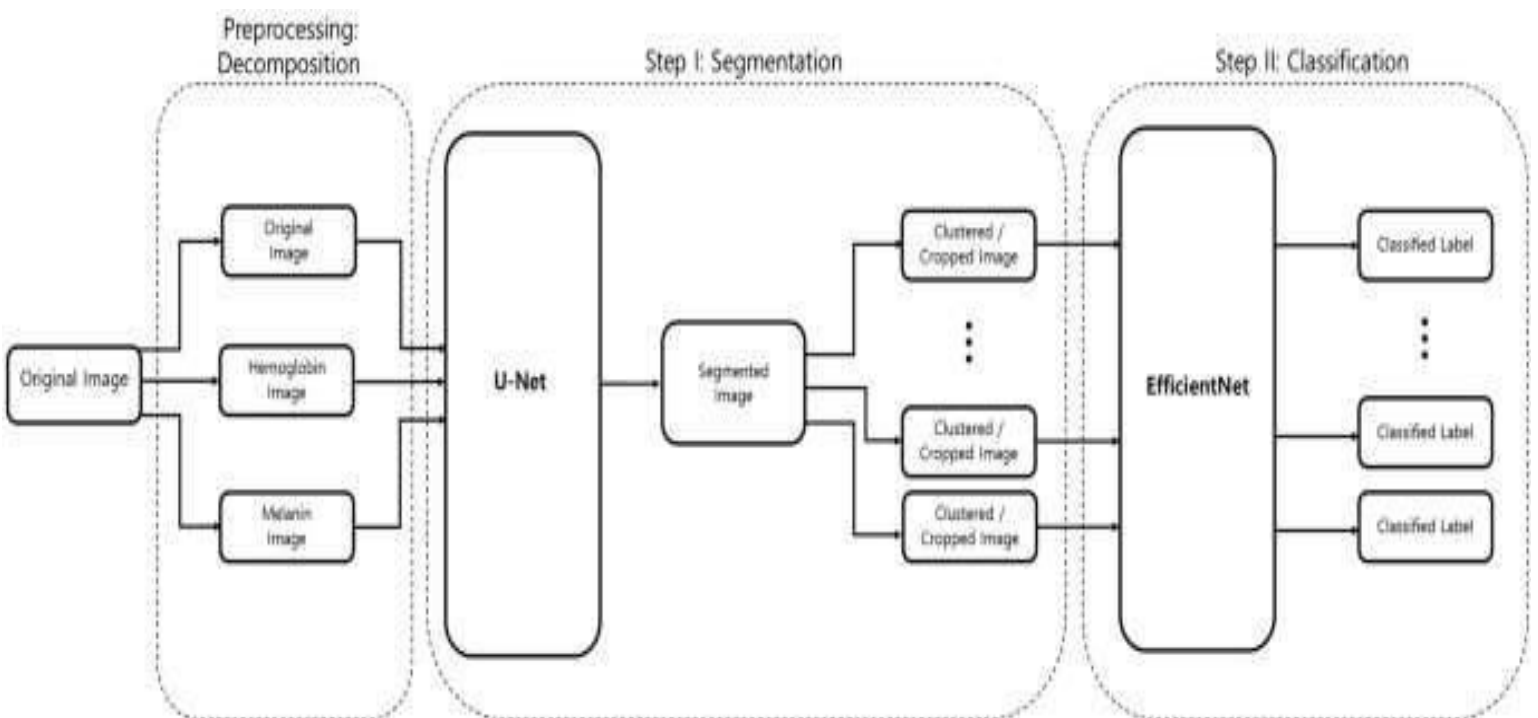 Preprocessing:
Decomposition
Step I: Segmentation
Step II: Classification
Original Image
Original
Image
Hemoglobin
Image
Melanin
Image
U-Net
Segmented
Image
Clustered /
Cropped Image
Clustered /
Cropped Image
Clustered /
Cropped Image
EfficientNet
Classified Label
Classified Label
Classified Label